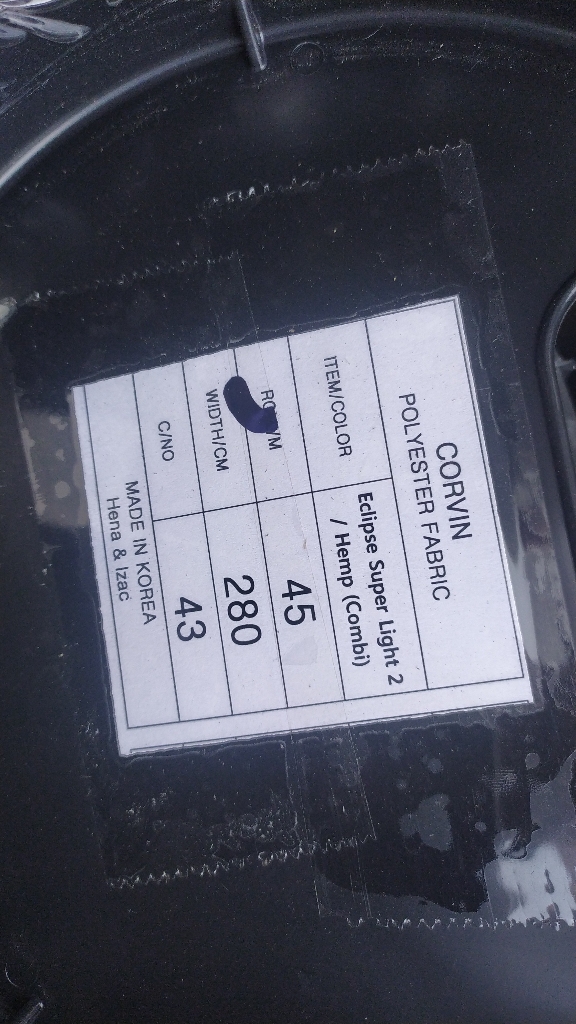 CORVIN
POLYESTER FABRIC
ITEM/COLOR
Eclipse Super Light 2
/ Hemp (Combi)
45
WIDTH/CM
280
C/NO
43
MADE IN KOREA
Hena & Izac